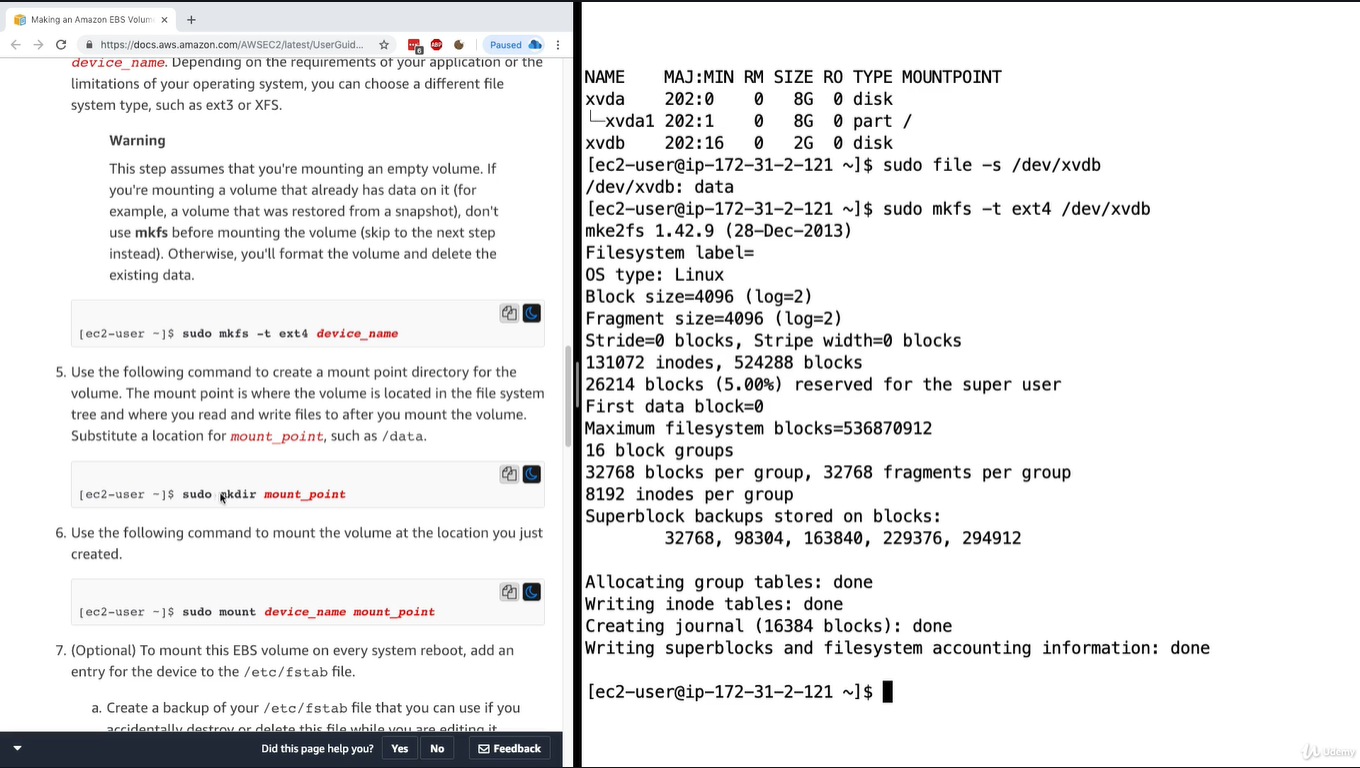 Making an Amazon EBS Volum
https://docs.aws.amazon.com/AWSEC2/latest/UserGuid...
6
ABP
Paused
device_name. Depending on the requirements of your application or the
limitations of your operating system, you can choose a different file
system type, such as ext3 or XFS.
Warning
This step assumes that you're mounting an empty volume. If
you're mounting a volume that already has data on it (for
example, a volume that was restored from a snapshot), don't
use mkfs before mounting the volume (skip to the next step
instead). Otherwise, you'll format the volume and delete the
existing data.
[ec2-user ~]$ sudo mkfs -t ext4 device_name
5. Use the following command to create a mount point directory for the
volume. The mount point is where the volume is located in the file system
tree and where you read and write files to after you mount the volume.
Substitute a location for mount_point, such as /data.
[ec2-user ~]$ sudo mkdir mount_point
6. Use the following command to mount the volume at the location you just
created.
[ec2-user ~]$ sudo mount device_name mount_point
7. (Optional) To mount this EBS volume on every system reboot, add an
entry for the device to the /etc/fstab file.
a. Create a backup of your /etc/fstab file that you can use if you
accidentally destroy or delete this file while you are editing it.
Did this page help you? Yes No Feedback
NAME MAJ:MIN RM SIZE RO TYPE MOUNTPOINT
xvda 202:0 0 8G 0 disk
└─xvda1 202:1 0 8G 0 part /
xvdb 202:16 0 2G 0 disk
[ec2-user@ip-172-31-2-121 ~]$ sudo file -s /dev/xvdb
/dev/xvdb: data
[ec2-user@ip-172-31-2-121 ~]$ sudo mkfs -t ext4 /dev/xvdb
mke2fs 1.42.9 (28-Dec-2013)
Filesystem label=
OS type: Linux
Block size=4096 (log=2)
Fragment size=4096 (log=2)
Stride=0 blocks, Stripe width=0 blocks
131072 inodes, 524288 blocks
26214 blocks (5.00%) reserved for the super user
First data block=0
Maximum filesystem blocks=536870912
16 block groups
32768 blocks per group, 32768 fragments per group
8192 inodes per group
Superblock backups stored on blocks:
32768, 98304, 163840, 229376, 294912
Allocating group tables: done
Writing inode tables: done
Creating journal (16384 blocks): done
Writing superblocks and filesystem accounting information: done
[ec2-user@ip-172-31-2-121 ~]$
Udemy